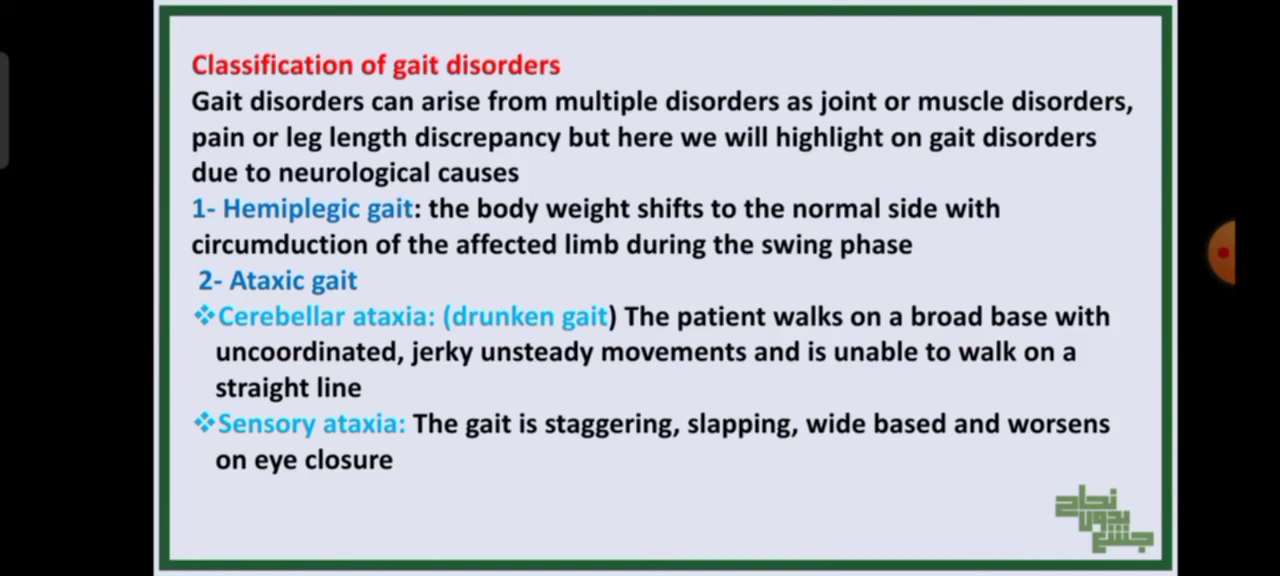 Classification of gait disorders
Gait disorders can arise from multiple disorders as joint or muscle disorders,
pain or leg length discrepancy but here we will highlight on gait disorders
due to neurological causes
1- Hemiplegic gait: the body weight shifts to the normal side with
circumduction of the affected limb during the swing phase
2- Ataxic gait
❖Cerebellar ataxia: (drunken gait) The patient walks on a broad base with
uncoordinated, jerky unsteady movements and is unable to walk on a
straight line
❖Sensory ataxia: The gait is staggering, slapping, wide based and worsens
on eye closure
نجاح
بدون
جشع